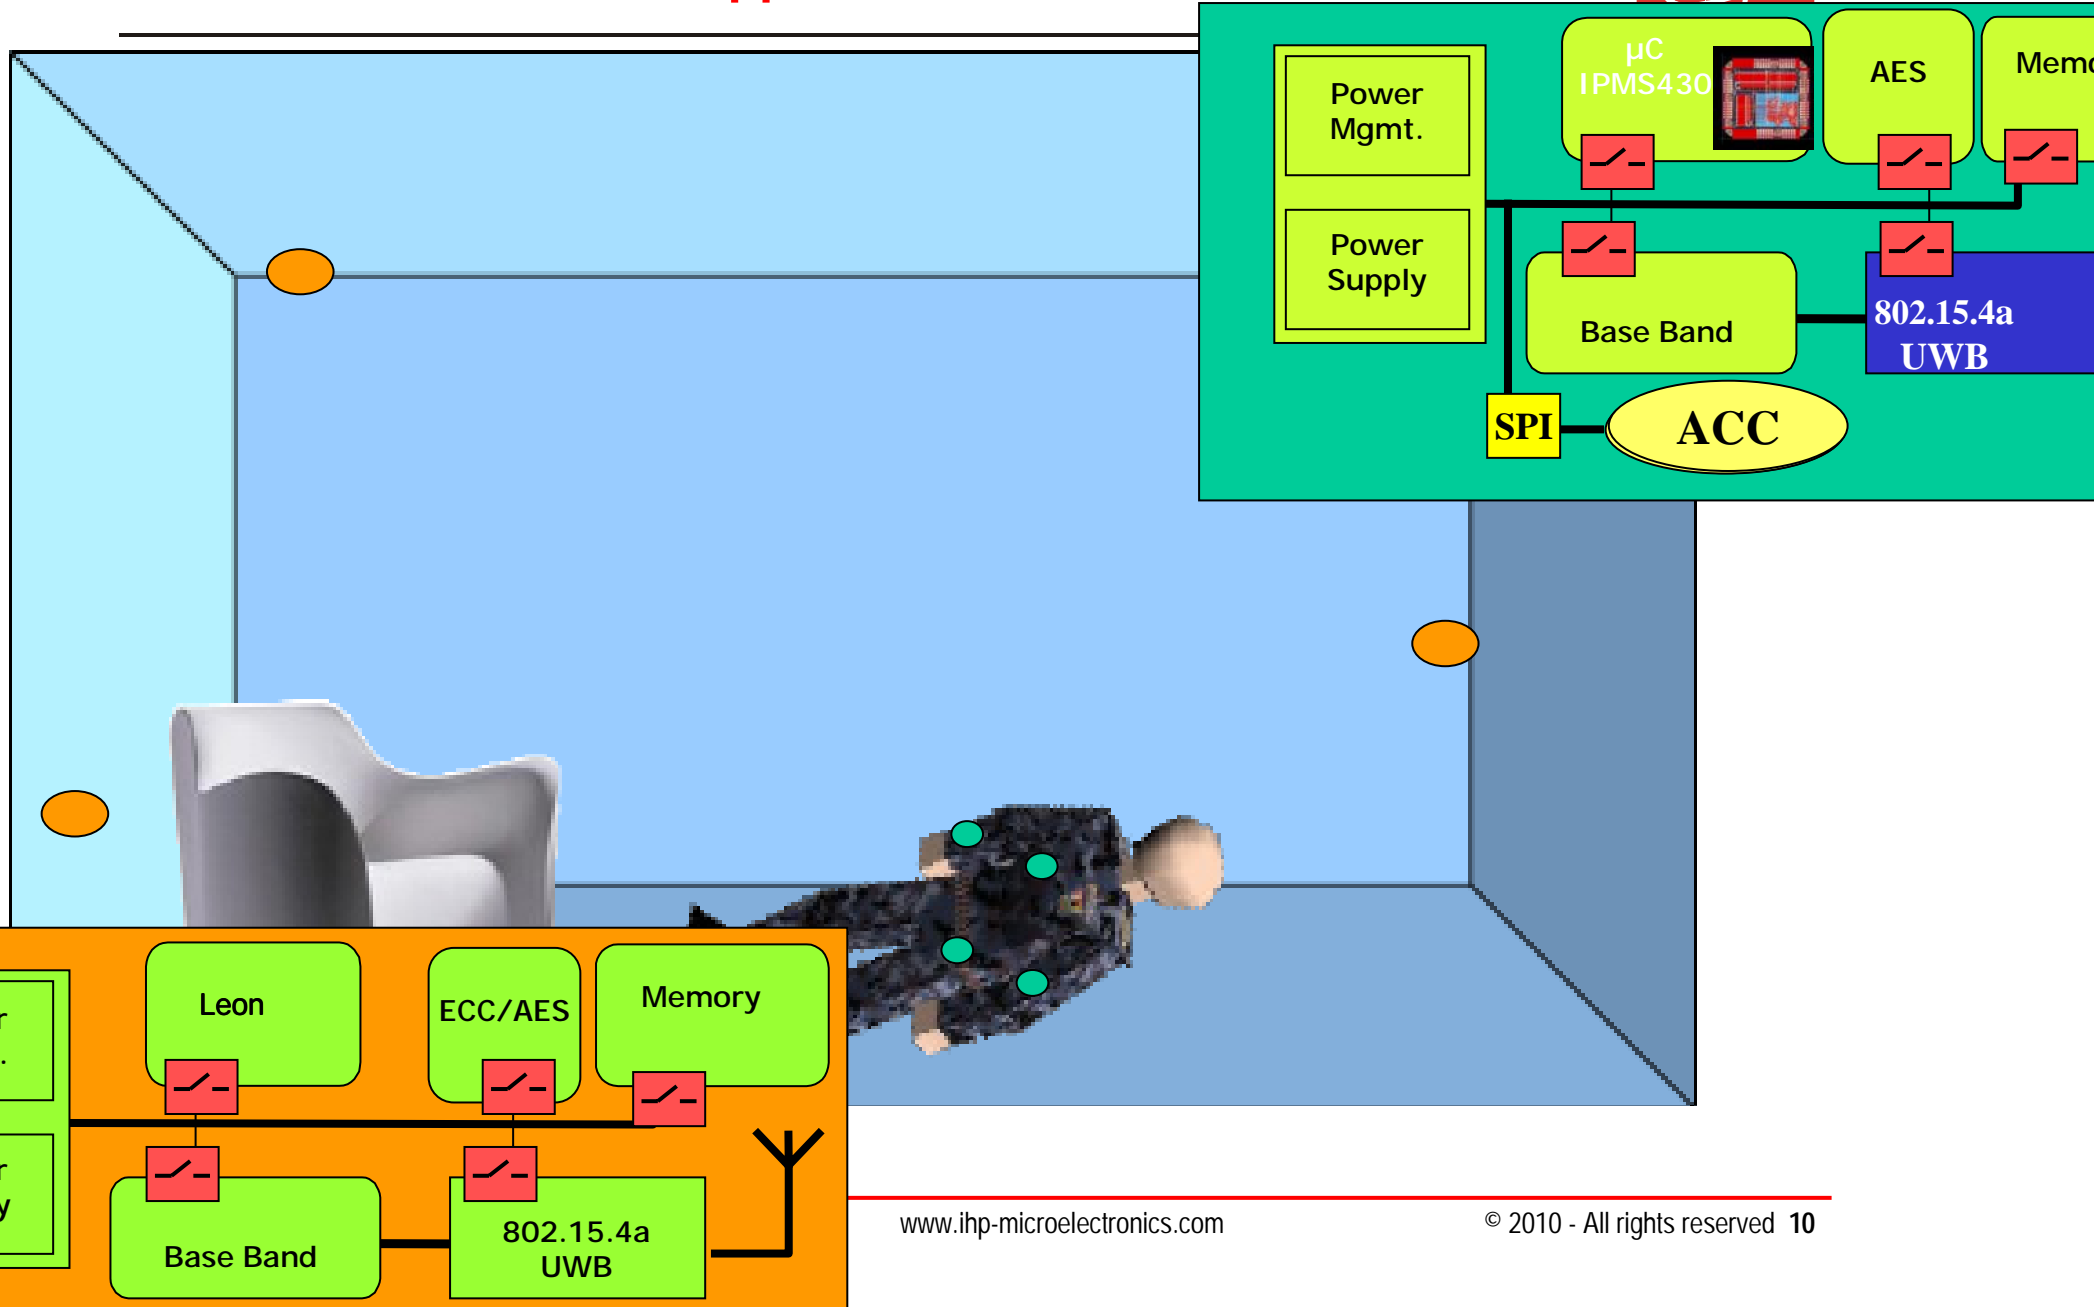 µC
IPMS430
AES
Power
Mgmt.
Power
Supply
Base Band
802.15.4a
UWB
SPI
ACC
Leon
ECC/AES
Memory
Base Band
802.15.4a
UWB
www.ihp-microelectronics.com
© 2010 - All rights reserved 10